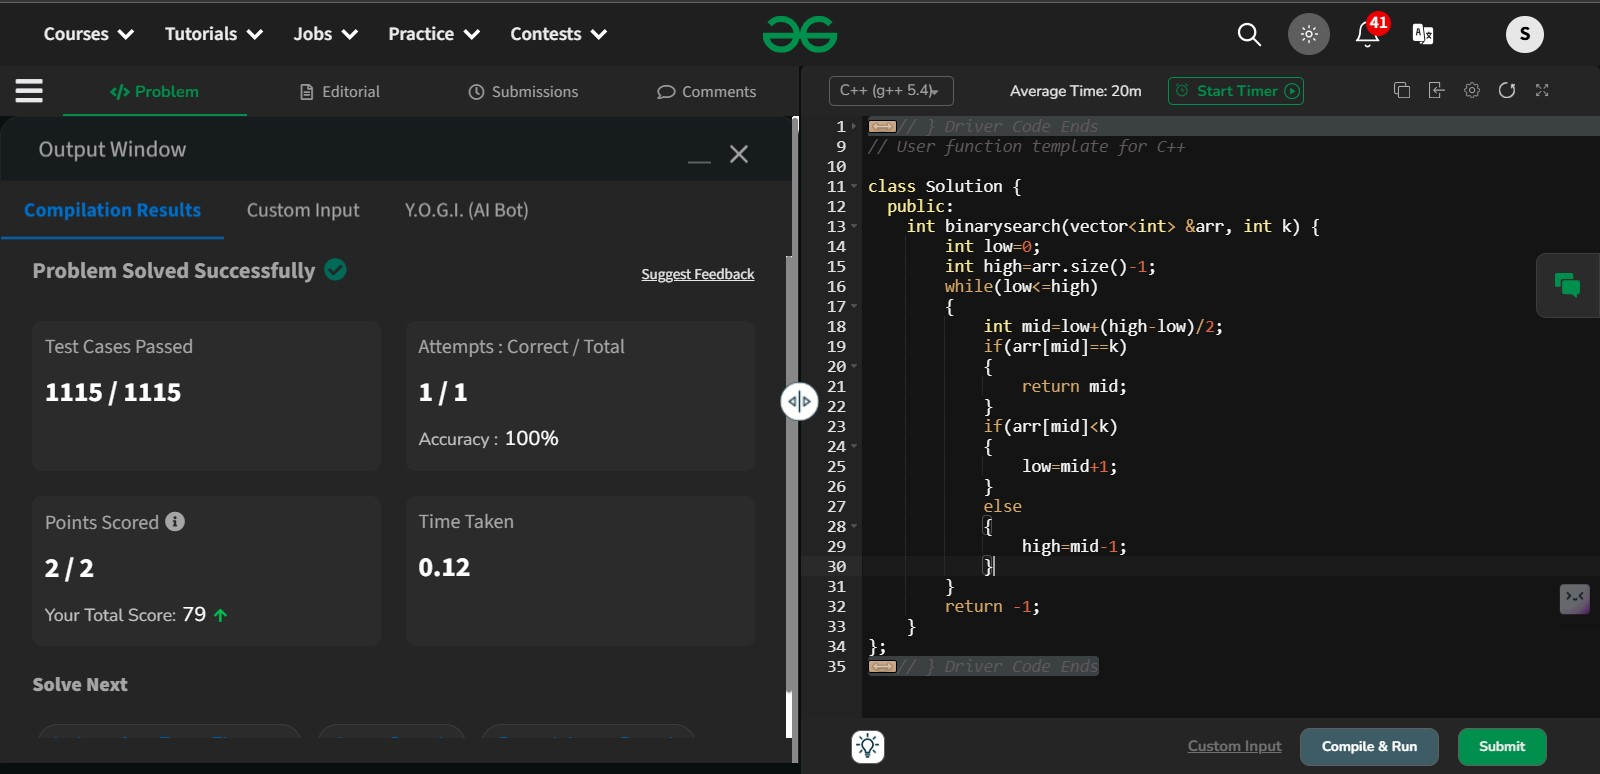 Courses Tutorials Jobs Practice Contests 41 S
</> Problem Editorial Submissions Comments
Output Window
Compilation Results Custom Input Y.O.G.I. (AI Bot)
Problem Solved Successfully
Suggest Feedback
Test Cases Passed
1115 / 1115
Attempts : Correct / Total
1 / 1
Accuracy : 100%
Points Scored
2 / 2
Your Total Score: 79
Time Taken
0.12
Solve Next
C++ (g++ 5.4) Average Time: 20m Start Timer
1 // } Driver Code Ends
9 // User function template for C++
10
11 class Solution {
12 public:
13 int binarysearch(vector<int> &arr, int k) {
14 int low=0;
15 int high=arr.size()-1;
16 while(low<=high)
17 {
18 int mid=low+(high-low)/2;
19 if(arr[mid]==k)
20 {
21 return mid;
22 }
23 if(arr[mid]<k)
24 {
25 low=mid+1;
26 }
27 else
28 {
29 high=mid-1;
30 }
31 }
32 return -1;
33 }
34 };
35 // } Driver Code Ends
Custom Input Compile & Run Submit